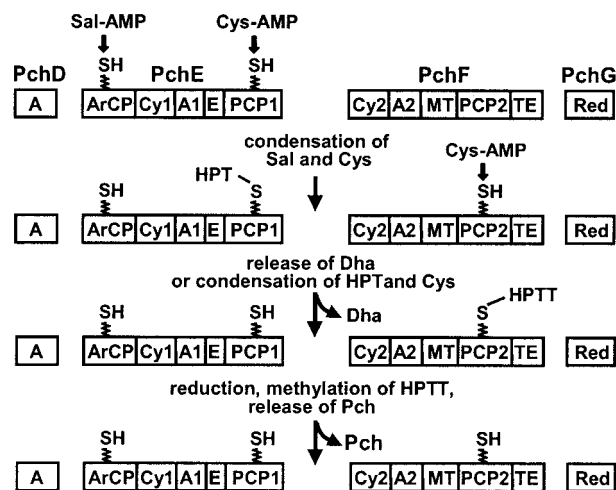 Sal-AMP Cys-AMP
SH SH
PchD PchE PchF PchG
A ArCP Cy1 A1 E PCP1 Cy2 A2 MT PCP2 TE Red
condensation of
Sal and Cys
Cys-AMP
HPT
SH S SH
A ArCP Cy1 A1 E PCP1 Cy2 A2 MT PCP2 TE Red
release of Dha
or condensation of HPTand Cys
HPTT
SH SH Dha S
A ArCP Cy1 A1 E PCP1 Cy2 A2 MT PCP2 TE Red
reduction, methylation of HPTT,
release of Pch
SH SH Pch SH
A ArCP Cy1 A1 E PCP1 Cy2 A2 MT PCP2 TE Red